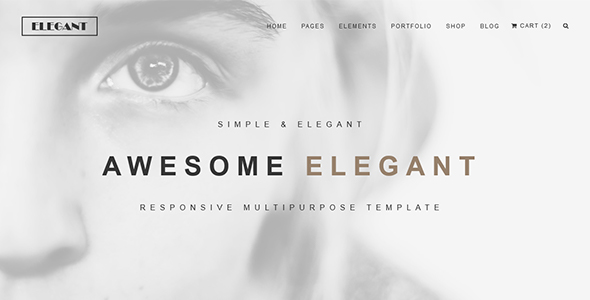 ELEGANT
HOME PAGES ELEMENTS PORTFOLIO SHOP BLOG CART (2)
SIMPLE & ELEGANT
AWESOME ELEGANT
RESPONSIVE MULTIPURPOSE TEMPLATE